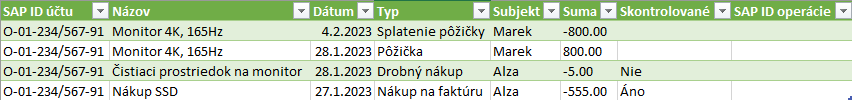 SAP ID účtu Názov Dátum Typ Subjekt Suma Skontrolované SAP ID operácie
O-01-234/567-91 Monitor 4K, 165Hz 4.2.2023 Splatenie pôžičky Marek -800.00
O-01-234/567-91 Monitor 4K, 165Hz 28.1.2023 Pôžička Marek 800.00
O-01-234/567-91 Čistiaci prostriedok na monitor 28.1.2023 Drobný nákup Alza -5.00 Nie
O-01-234/567-91 Nákup SSD 27.1.2023 Nákup na faktúru Alza -555.00 Áno